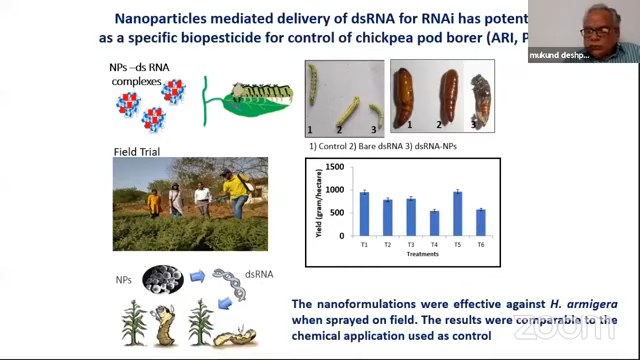 Nanoparticles mediated delivery of dsRNA for RNAi has potent
as a specific biopesticide for control of chickpea pod borer (ARI, P
mukund deshp...
NPs –ds RNA
complexes
1 2 3
1 2 3
1) Control 2) Bare dsRNA 3) dsRNA-NPs
Field Trial
1500
1000
500
0
Yield (gram/hectare)
T1 T2 T3 T4 T5 T6
Treatments
NPs
dsRNA
The nanoformulations were effective against H. armigera
when sprayed on field. The results were comparable to the
chemical application used as control
zoom